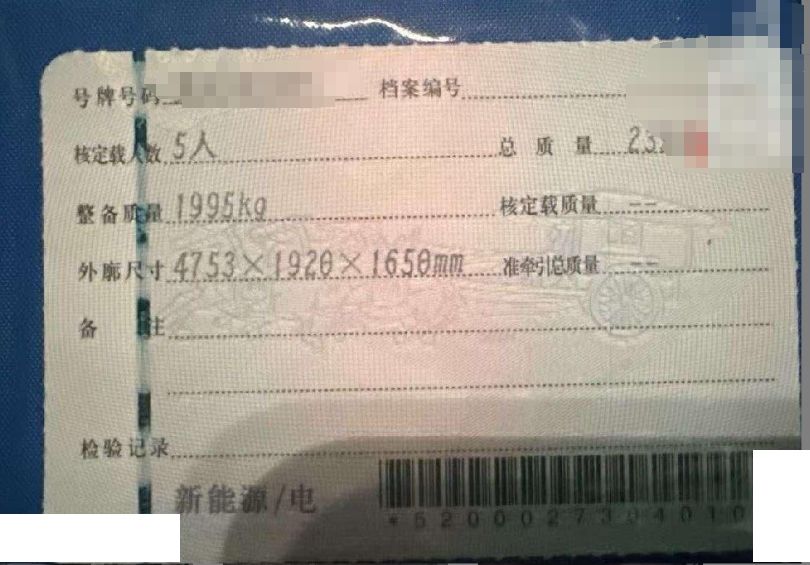 号牌号码 档案编号
核定载人数 5人 总质量
整备质量 1995kg 核定载质量 --
外廓尺寸 4753×1920×1650mm 准牵引总质量 --
备注
检验记录
新能源/电